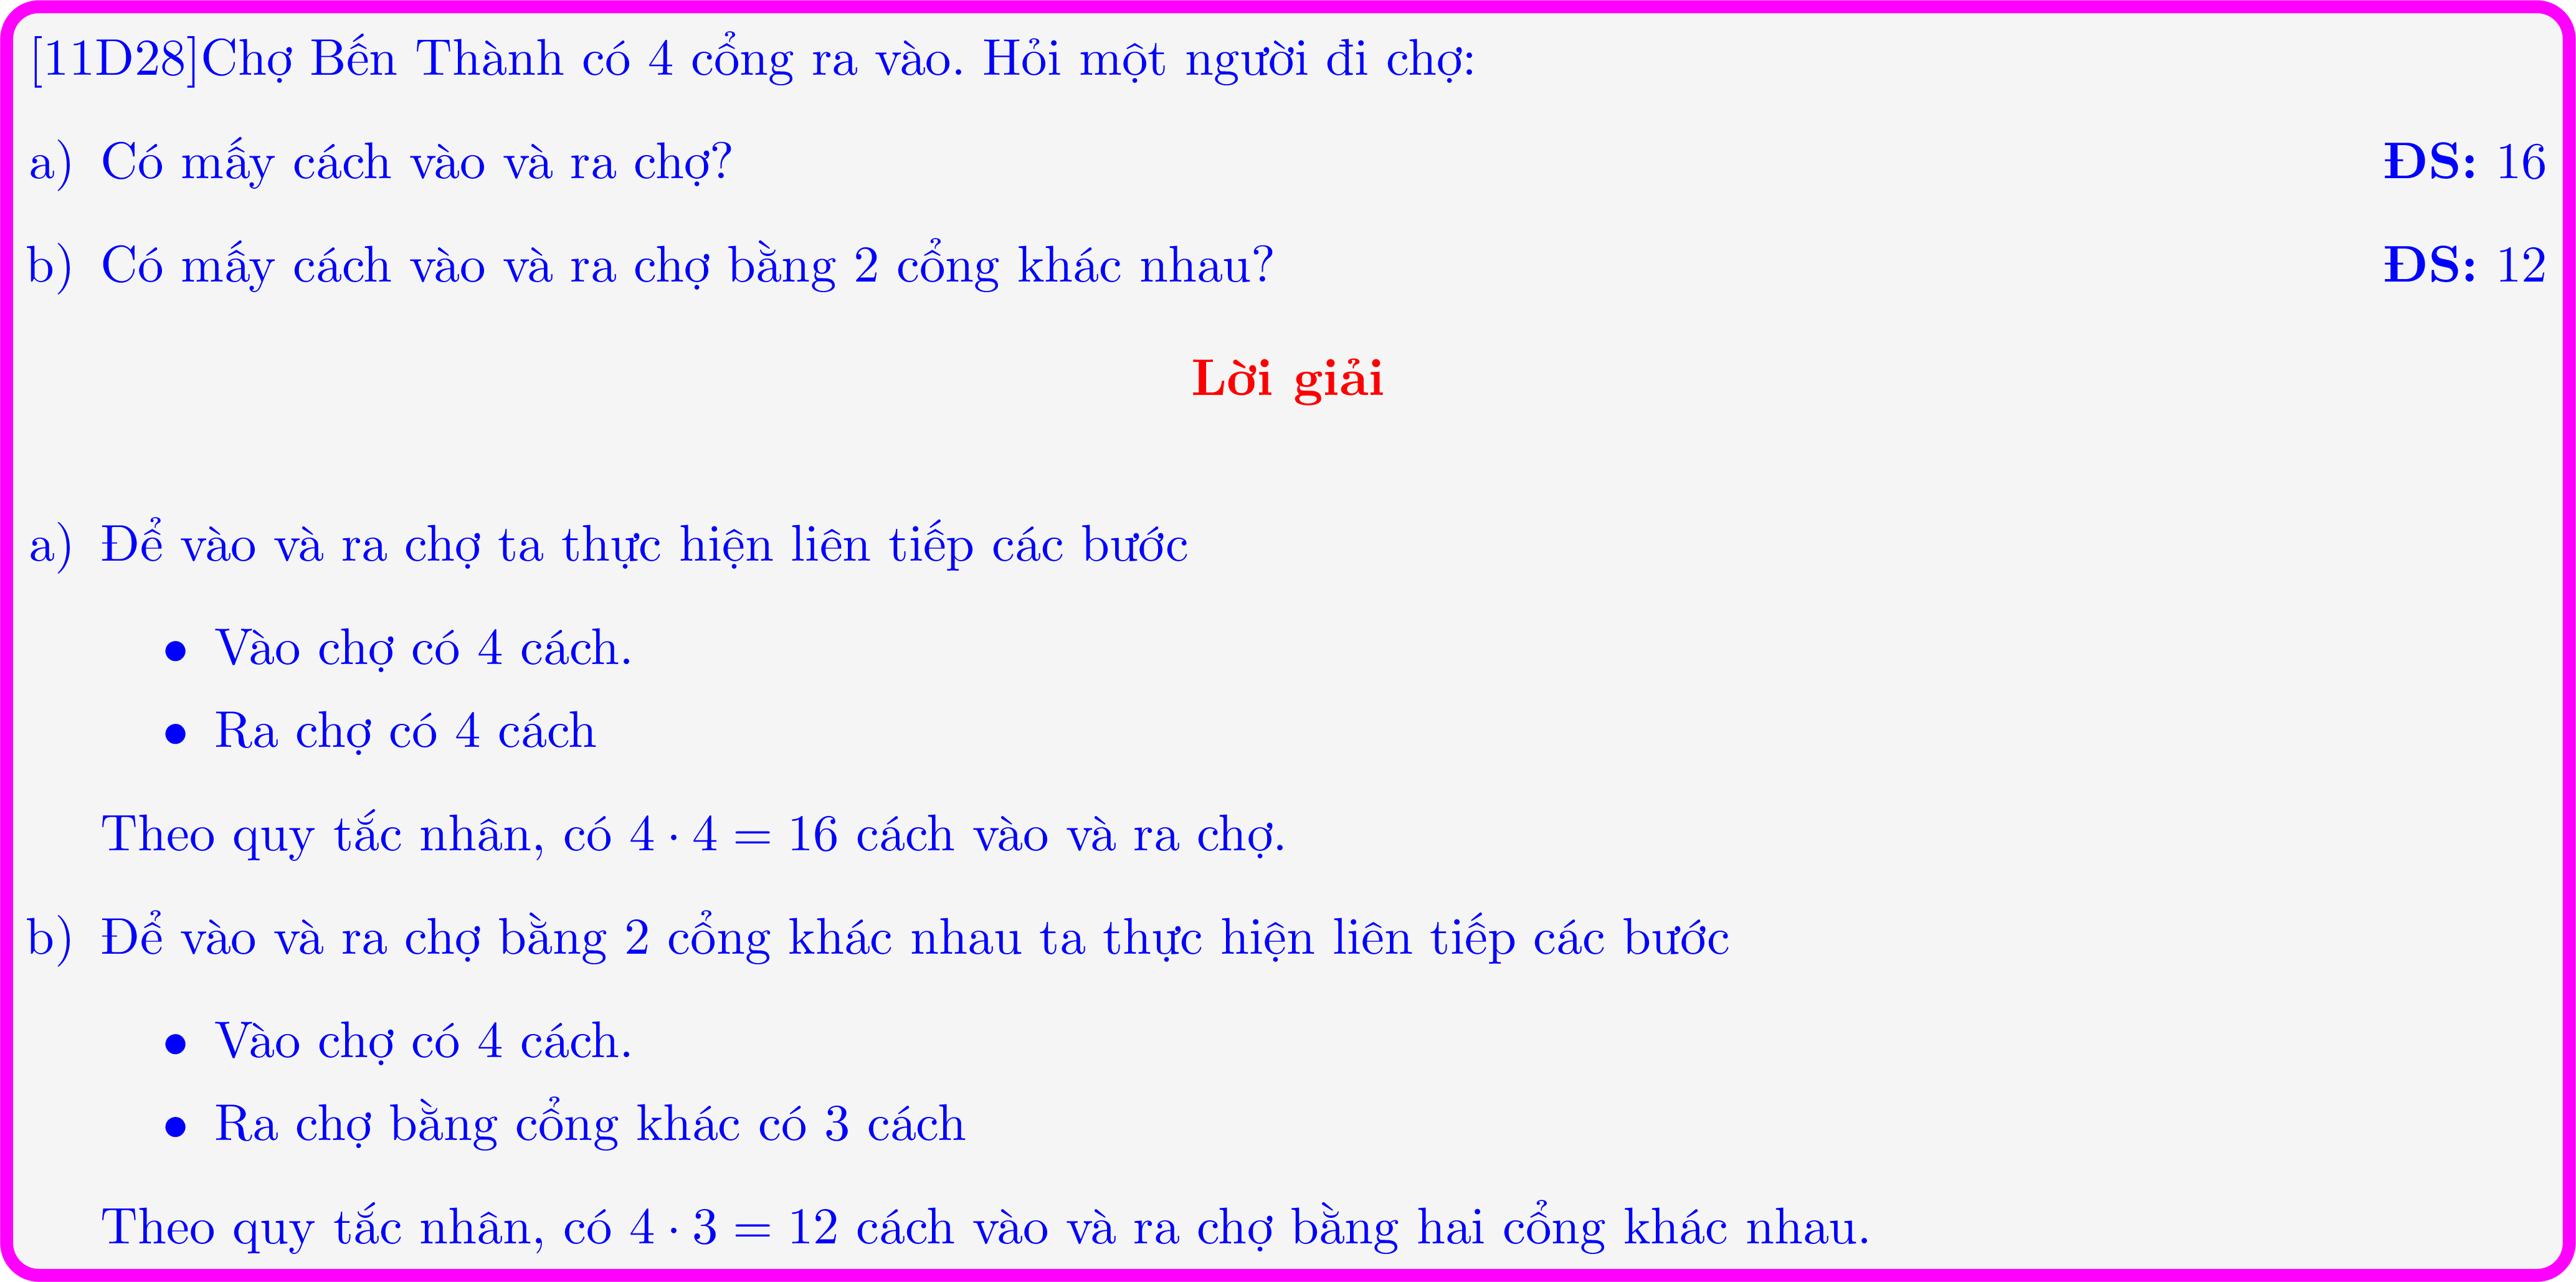 [11D28]Chợ Bến Thành có 4 cổng ra vào. Hỏi một người đi chợ:
a) Có mấy cách vào và ra chợ? ĐS: 16
b) Có mấy cách vào và ra chợ bằng 2 cổng khác nhau? ĐS: 12
Lời giải
a) Để vào và ra chợ ta thực hiện liên tiếp các bước
• Vào chợ có 4 cách.
• Ra chợ có 4 cách
Theo quy tắc nhân, có 4 · 4 = 16 cách vào và ra chợ.
b) Để vào và ra chợ bằng 2 cổng khác nhau ta thực hiện liên tiếp các bước
• Vào chợ có 4 cách.
• Ra chợ bằng cổng khác có 3 cách
Theo quy tắc nhân, có 4 · 3 = 12 cách vào và ra chợ bằng hai cổng khác nhau.